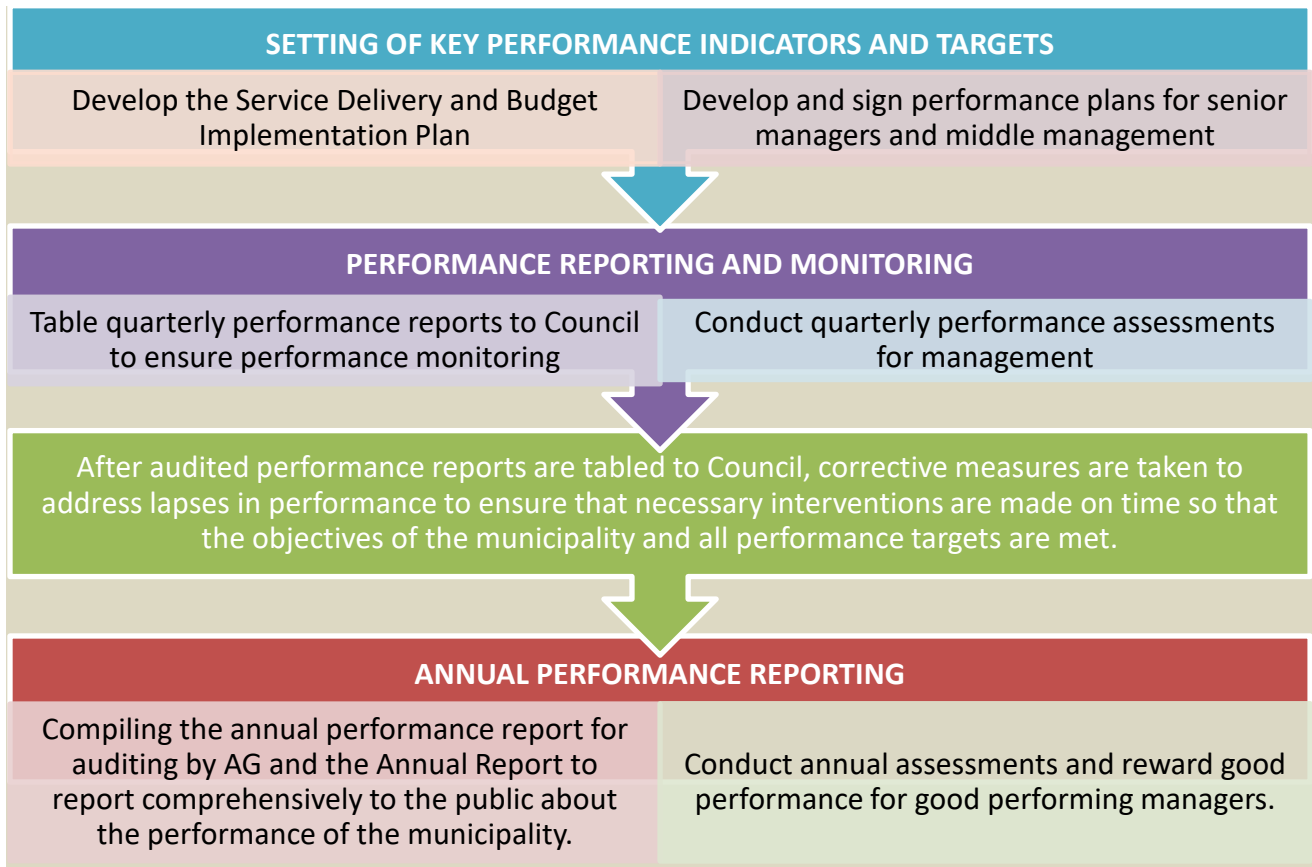 SETTING OF KEY PERFORMANCE INDICATORS AND TARGETS
Develop the Service Delivery and Budget
Implementation Plan
Develop and sign performance plans for senior
managers and middle management
PERFORMANCE REPORTING AND MONITORING
Table quarterly performance reports to Council
to ensure performance monitoring
Conduct quarterly performance assessments
for management
After audited performance reports are tabled to Council, corrective measures are taken to
address lapses in performance to ensure that necessary interventions are made on time so that
the objectives of the municipality and all performance targets are met.
ANNUAL PERFORMANCE REPORTING
Compiling the annual performance report for
auditing by AG and the Annual Report to
report comprehensively to the public about
the performance of the municipality.
Conduct annual assessments and reward good
performance for good performing managers.